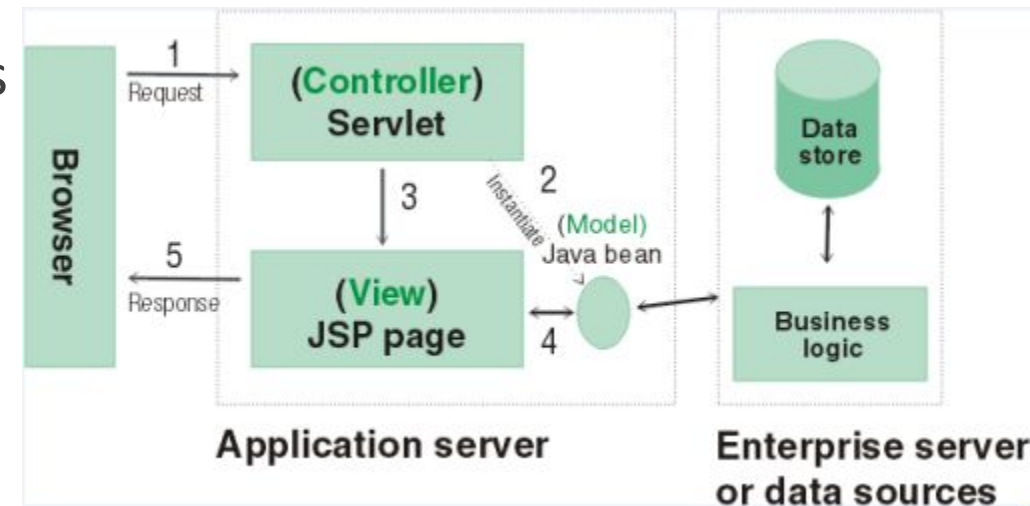 s
1
Request
(Controller)
Servlet
Browser
2
Instantiate
3
(Model)
Java bean
5
Response
(View)
JSP page
4
Data
store
Business
logic
Application server
Enterprise server
or data sources